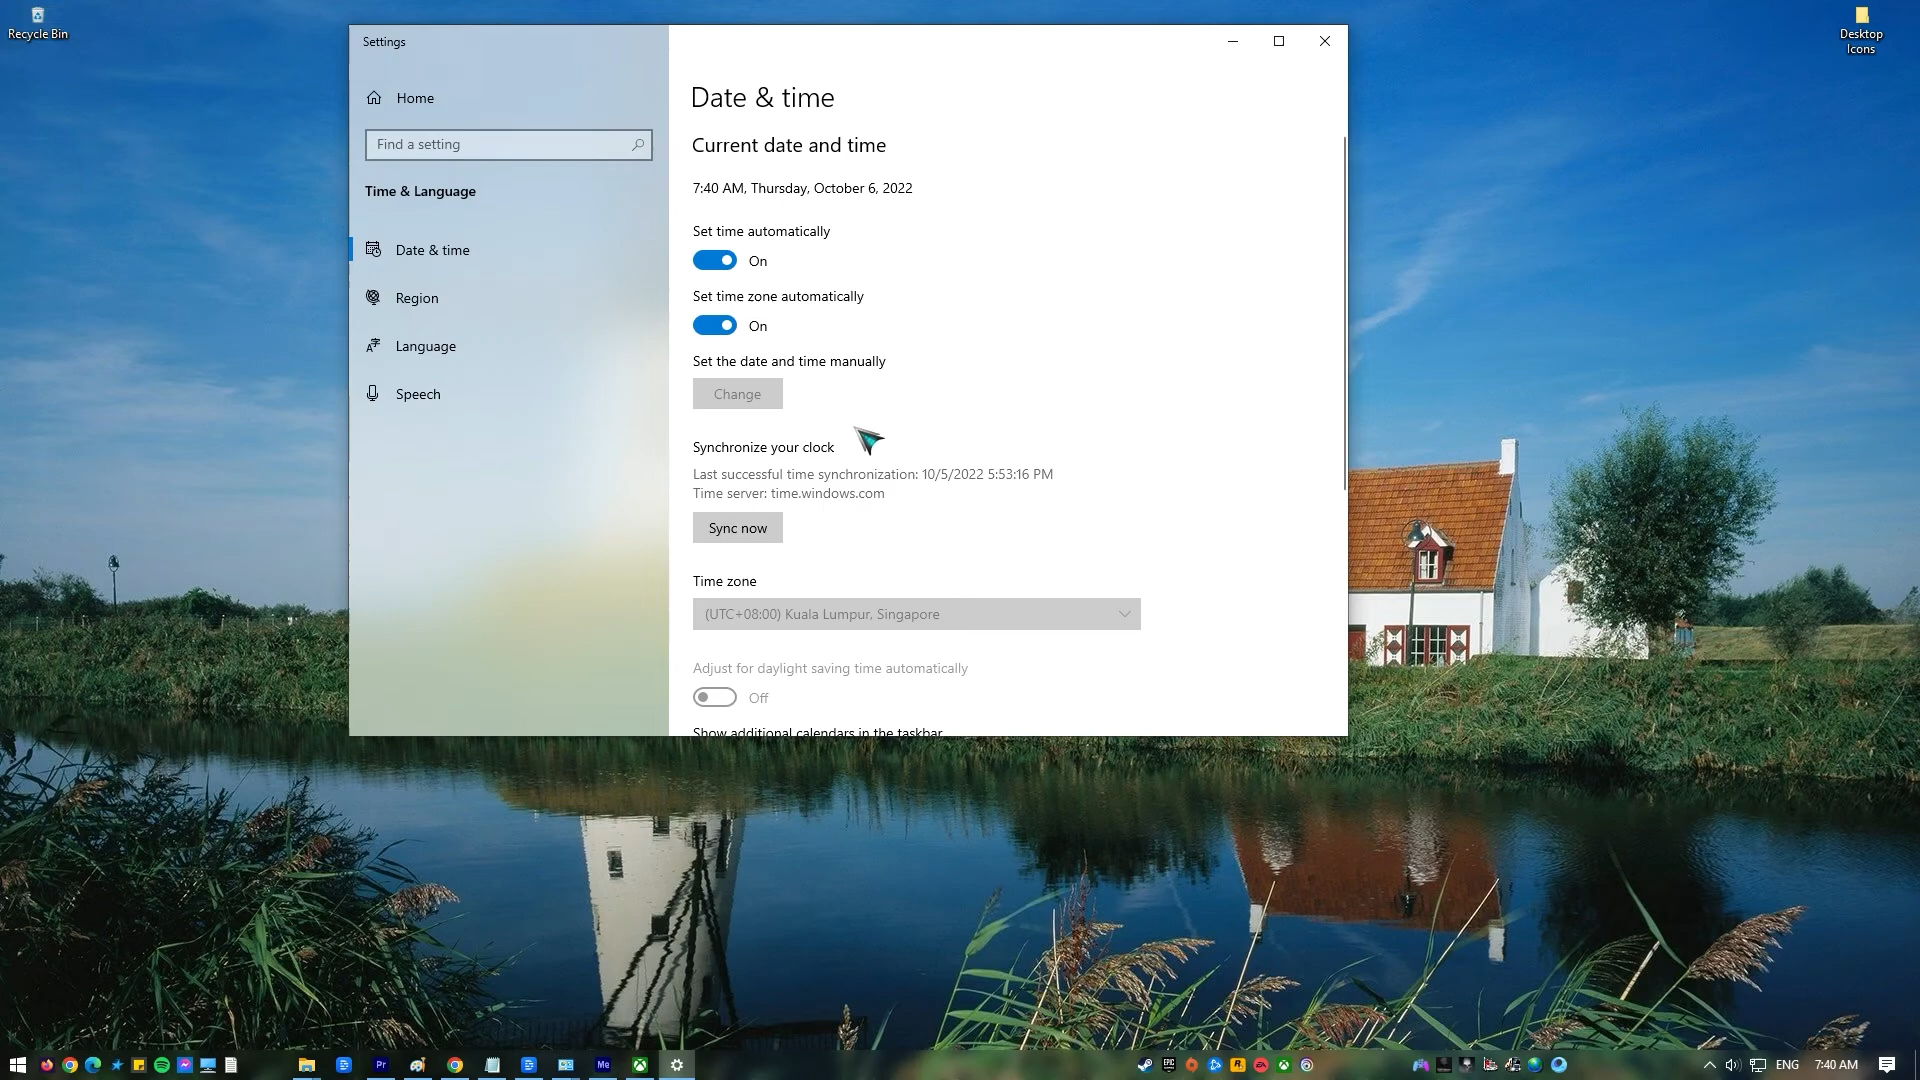 Recycle Bin
Desktop
Icons
Settings
Home
Find a setting
Time & Language
Date & time
Region
Language
Speech
Date & time
Current date and time
7:40 AM, Thursday, October 6, 2022
Set time automatically
On
Set time zone automatically
On
Set the date and time manually
Change
Synchronize your clock
Last successful time synchronization: 10/5/2022 5:53:16 PM
Time server: time.windows.com
Sync now
Time zone
(UTC+08:00) Kuala Lumpur, Singapore
Adjust for daylight saving time automatically
Off
Show additional calendars in the taskbar
Pr
Me
EPIC
R
EA
ENG
7:40 AM